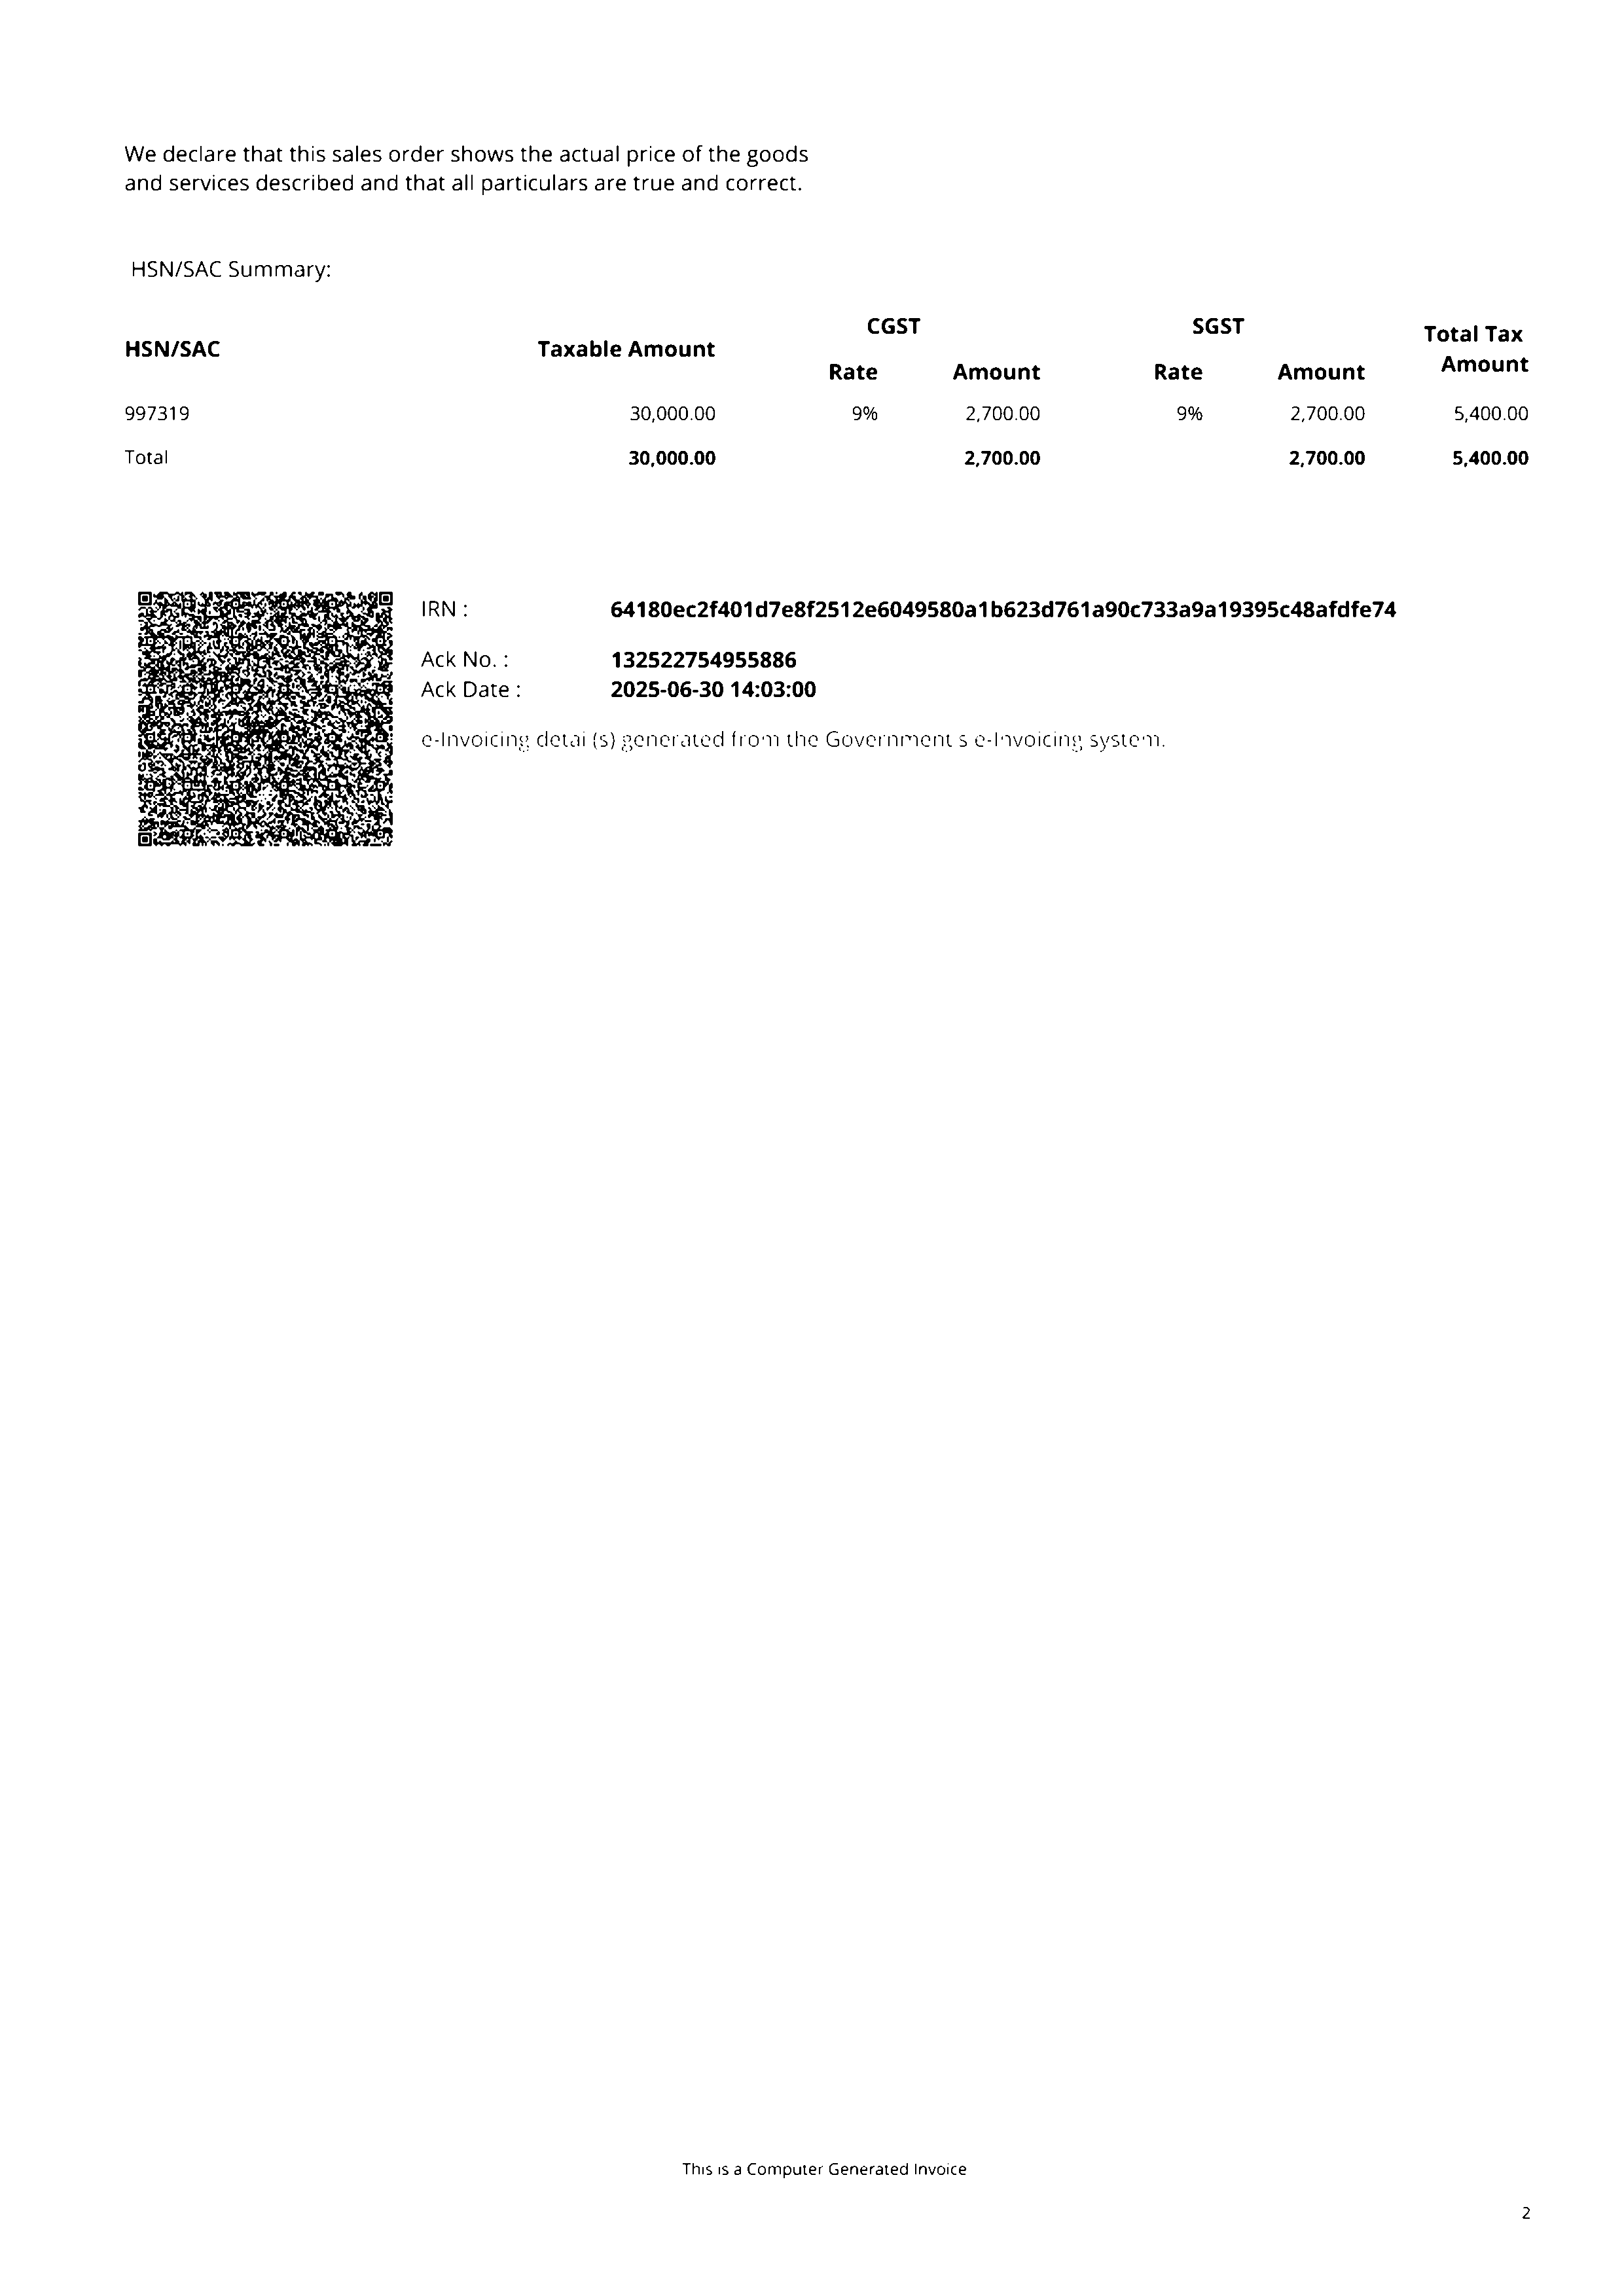 We declare that this sales order shows the actual price of the goods
and services described and that all particulars are true and correct.
HSN/SAC Summary:
HSN/SAC Taxable Amount CGST SGST Total Tax Amount
Rate Amount Rate Amount
997319 30,000.00 9% 2,700.00 9% 2,700.00 5,400.00
Total 30,000.00 2,700.00 2,700.00 5,400.00
IRN : 64180ec2f401d7e8f2512e6049580a1b623d761a90c733a9a19395c48afdfe74
Ack No. : 132522754955886
Ack Date : 2025-06-30 14:03:00
e-Invoicing detai (s) generated from the Government s e-Invoicing system.
This is a Computer Generated Invoice
2